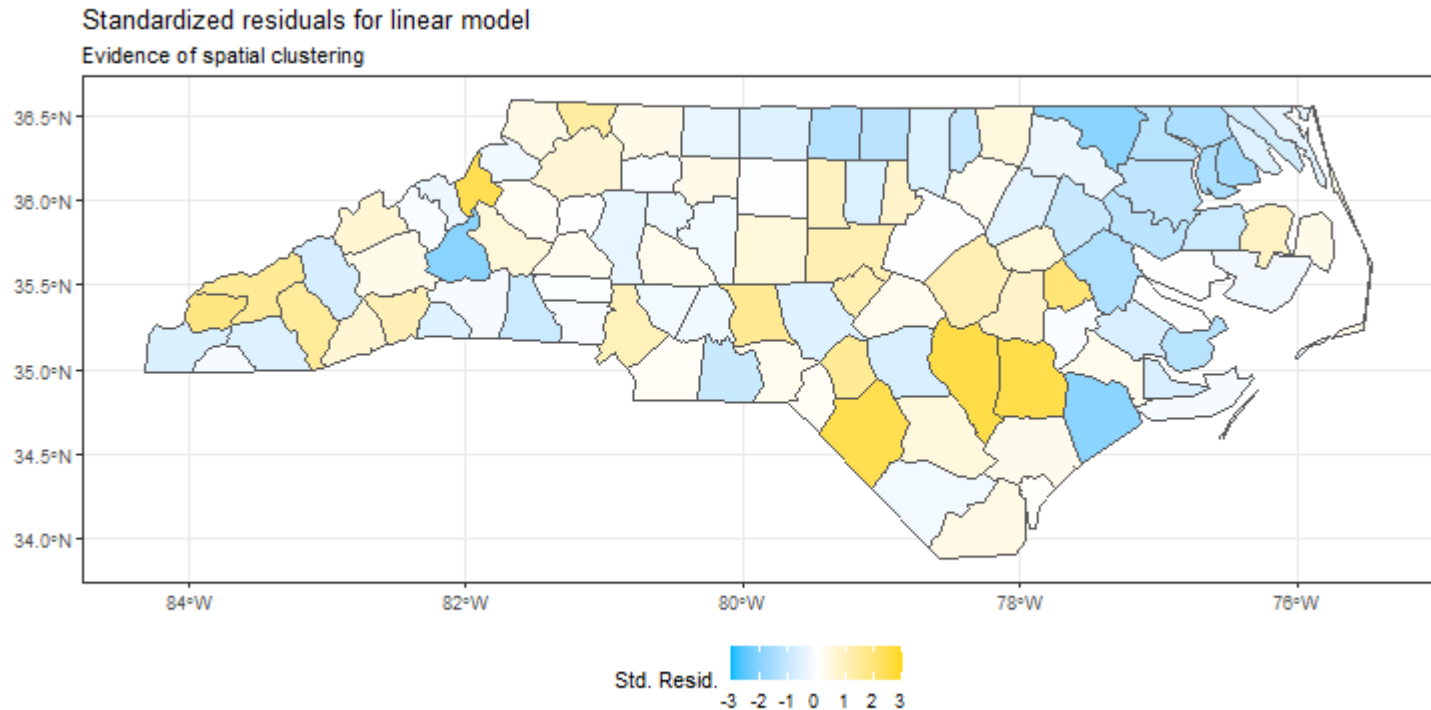 Standardized residuals for linear model
Evidence of spatial clustering
36.5°N
36.0°N
35.5°N
35.0°N
34.5°N
34.0°N
84°W 82°W 80°W 78°W 76°W
Std. Resid.
-3 -2 -1 0 1 2 3